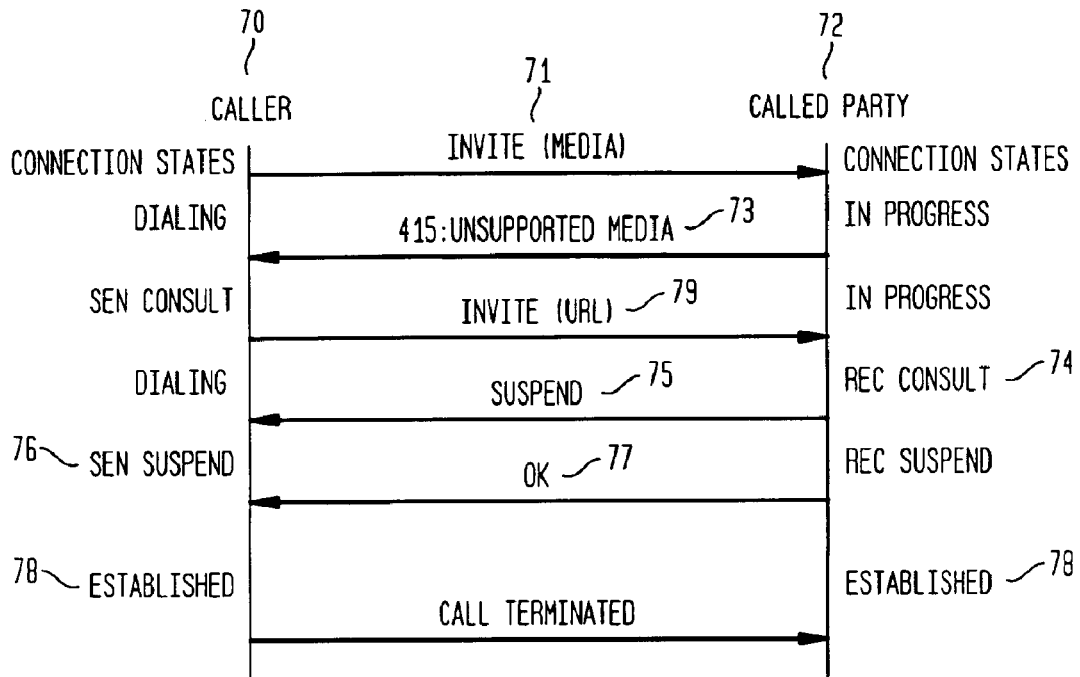 70
72
71
CALLER
CALLED PARTY
INVITE (MEDIA)
CONNECTION STATES
CONNECTION STATES
DIALING
415:UNSUPPORTED MEDIA
73
IN PROGRESS
SEN CONSULT
INVITE (URL)
79
IN PROGRESS
DIALING
SUSPEND
75
REC CONSULT
74
76
SEN SUSPEND
OK
77
REC SUSPEND
78
ESTABLISHED
ESTABLISHED
78
CALL TERMINATED